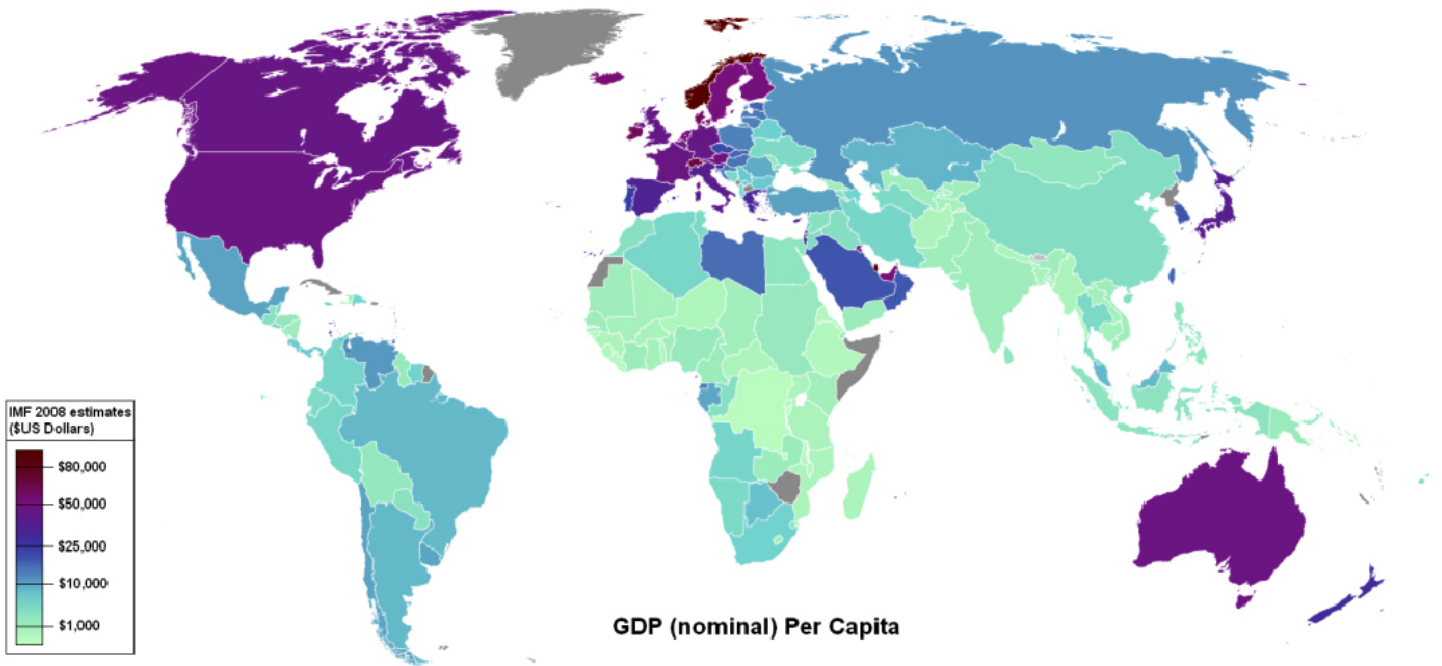 IMF 2008 estimates
($US Dollars)
$80,000
$50,000
$25,000
$10,000
$1,000
GDP (nominal) Per Capita